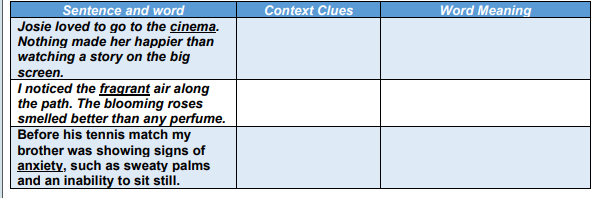 Sentence and word Context Clues Word Meaning
Josie loved to go to the cinema.
Nothing made her happier than
watching a story on the big
screen.
I noticed the fragrant air along
the path. The blooming roses
smelled better than any perfume.
Before his tennis match my
brother was showing signs of
anxiety, such as sweaty palms
and an inability to sit still.